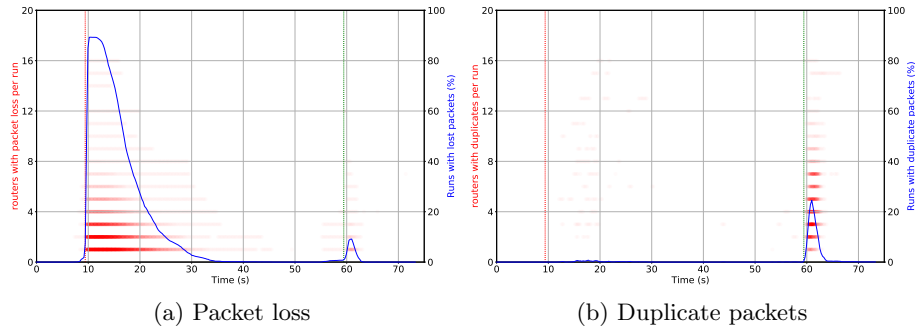 20
16
12
8
4
0
routers with packet loss per run
100
80
60
40
20
0
Runs with lost packets (%)
0 10 20 30 40 50 60 70
Time (s)
(a) Packet loss
20
16
12
8
4
0
routers with duplicates per run
100
80
60
40
20
0
Runs with duplicate packets (%)
0 10 20 30 40 50 60 70
Time (s)
(b) Duplicate packets